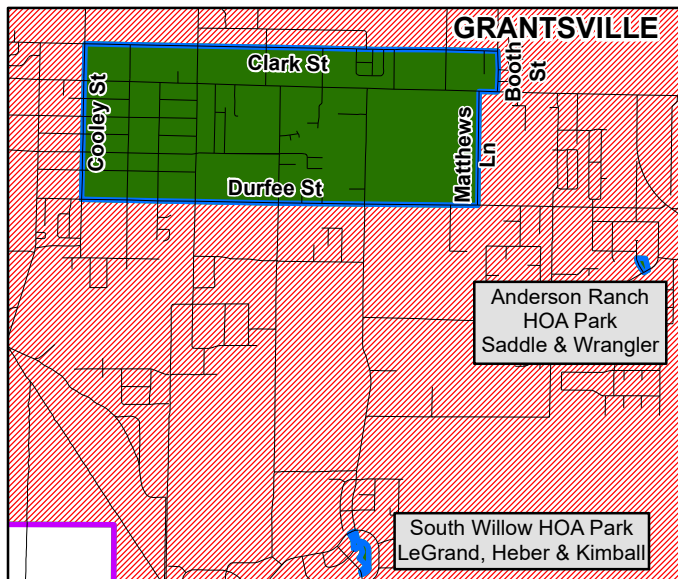 GRANTSVILLE
Clark St
Booth
St
Cooley St
Matthews
Ln
Durfee St
Anderson Ranch
HOA Park
Saddle & Wrangler
South Willow HOA Park
LeGrand, Heber & Kimball